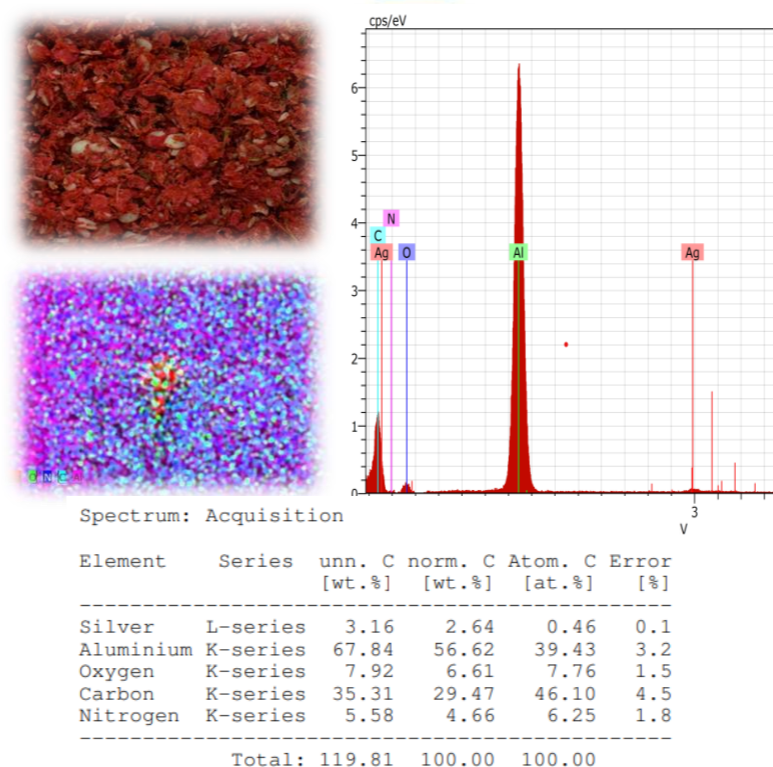 cps/eV
6
5
4
N
C
Ag O Al Ag
3
2
1
0
3
V
O N C
Spectrum: Acquisition
Element Series unn. C norm. C Atom. C Error
[wt.%] [wt.%] [at.%] [%]
Silver L-series 3.16 2.64 0.46 0.1
Aluminium K-series 67.84 56.62 39.43 3.2
Oxygen K-series 7.92 6.61 7.76 1.5
Carbon K-series 35.31 29.47 46.10 4.5
Nitrogen K-series 5.58 4.66 6.25 1.8
Total: 119.81 100.00 100.00